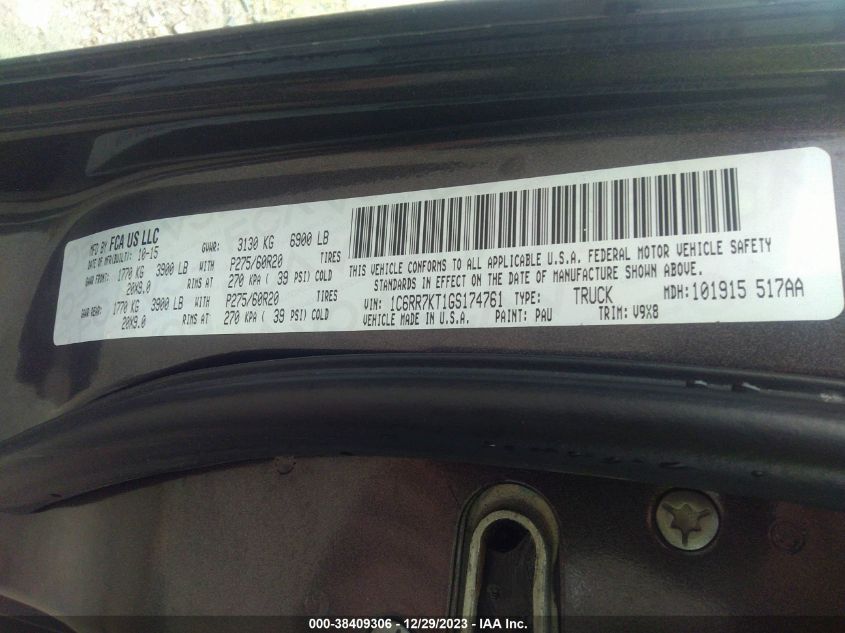 MFD BY FCA US LLC
DATE OF MFR(BUILT): 10-15 GVWR: 3130 KG 6900 LB
GAWR FRONT: 1770 KG 3900 LB WITH P275/60R20 TIRES
20X9.0 RIMS AT 270 KPA ( 39 PSI) COLD
GAWR REAR: 1770 KG 3900 LB WITH P275/60R20 TIRES
20X9.0 RIMS AT 270 KPA ( 39 PSI) COLD
THIS VEHICLE CONFORMS TO ALL APPLICABLE U.S.A. FEDERAL MOTOR VEHICLE SAFETY
STANDARDS IN EFFECT ON THE DATE OF MANUFACTURE SHOWN ABOVE.
VIN: 1C6RR7KT1GS174761 TYPE: TRUCK MDH: 101915 517AA
VEHICLE MADE IN U.S.A. PAINT: PAU TRIM: V9X8
000-38409306 - 12/29/2023 - IAA Inc.